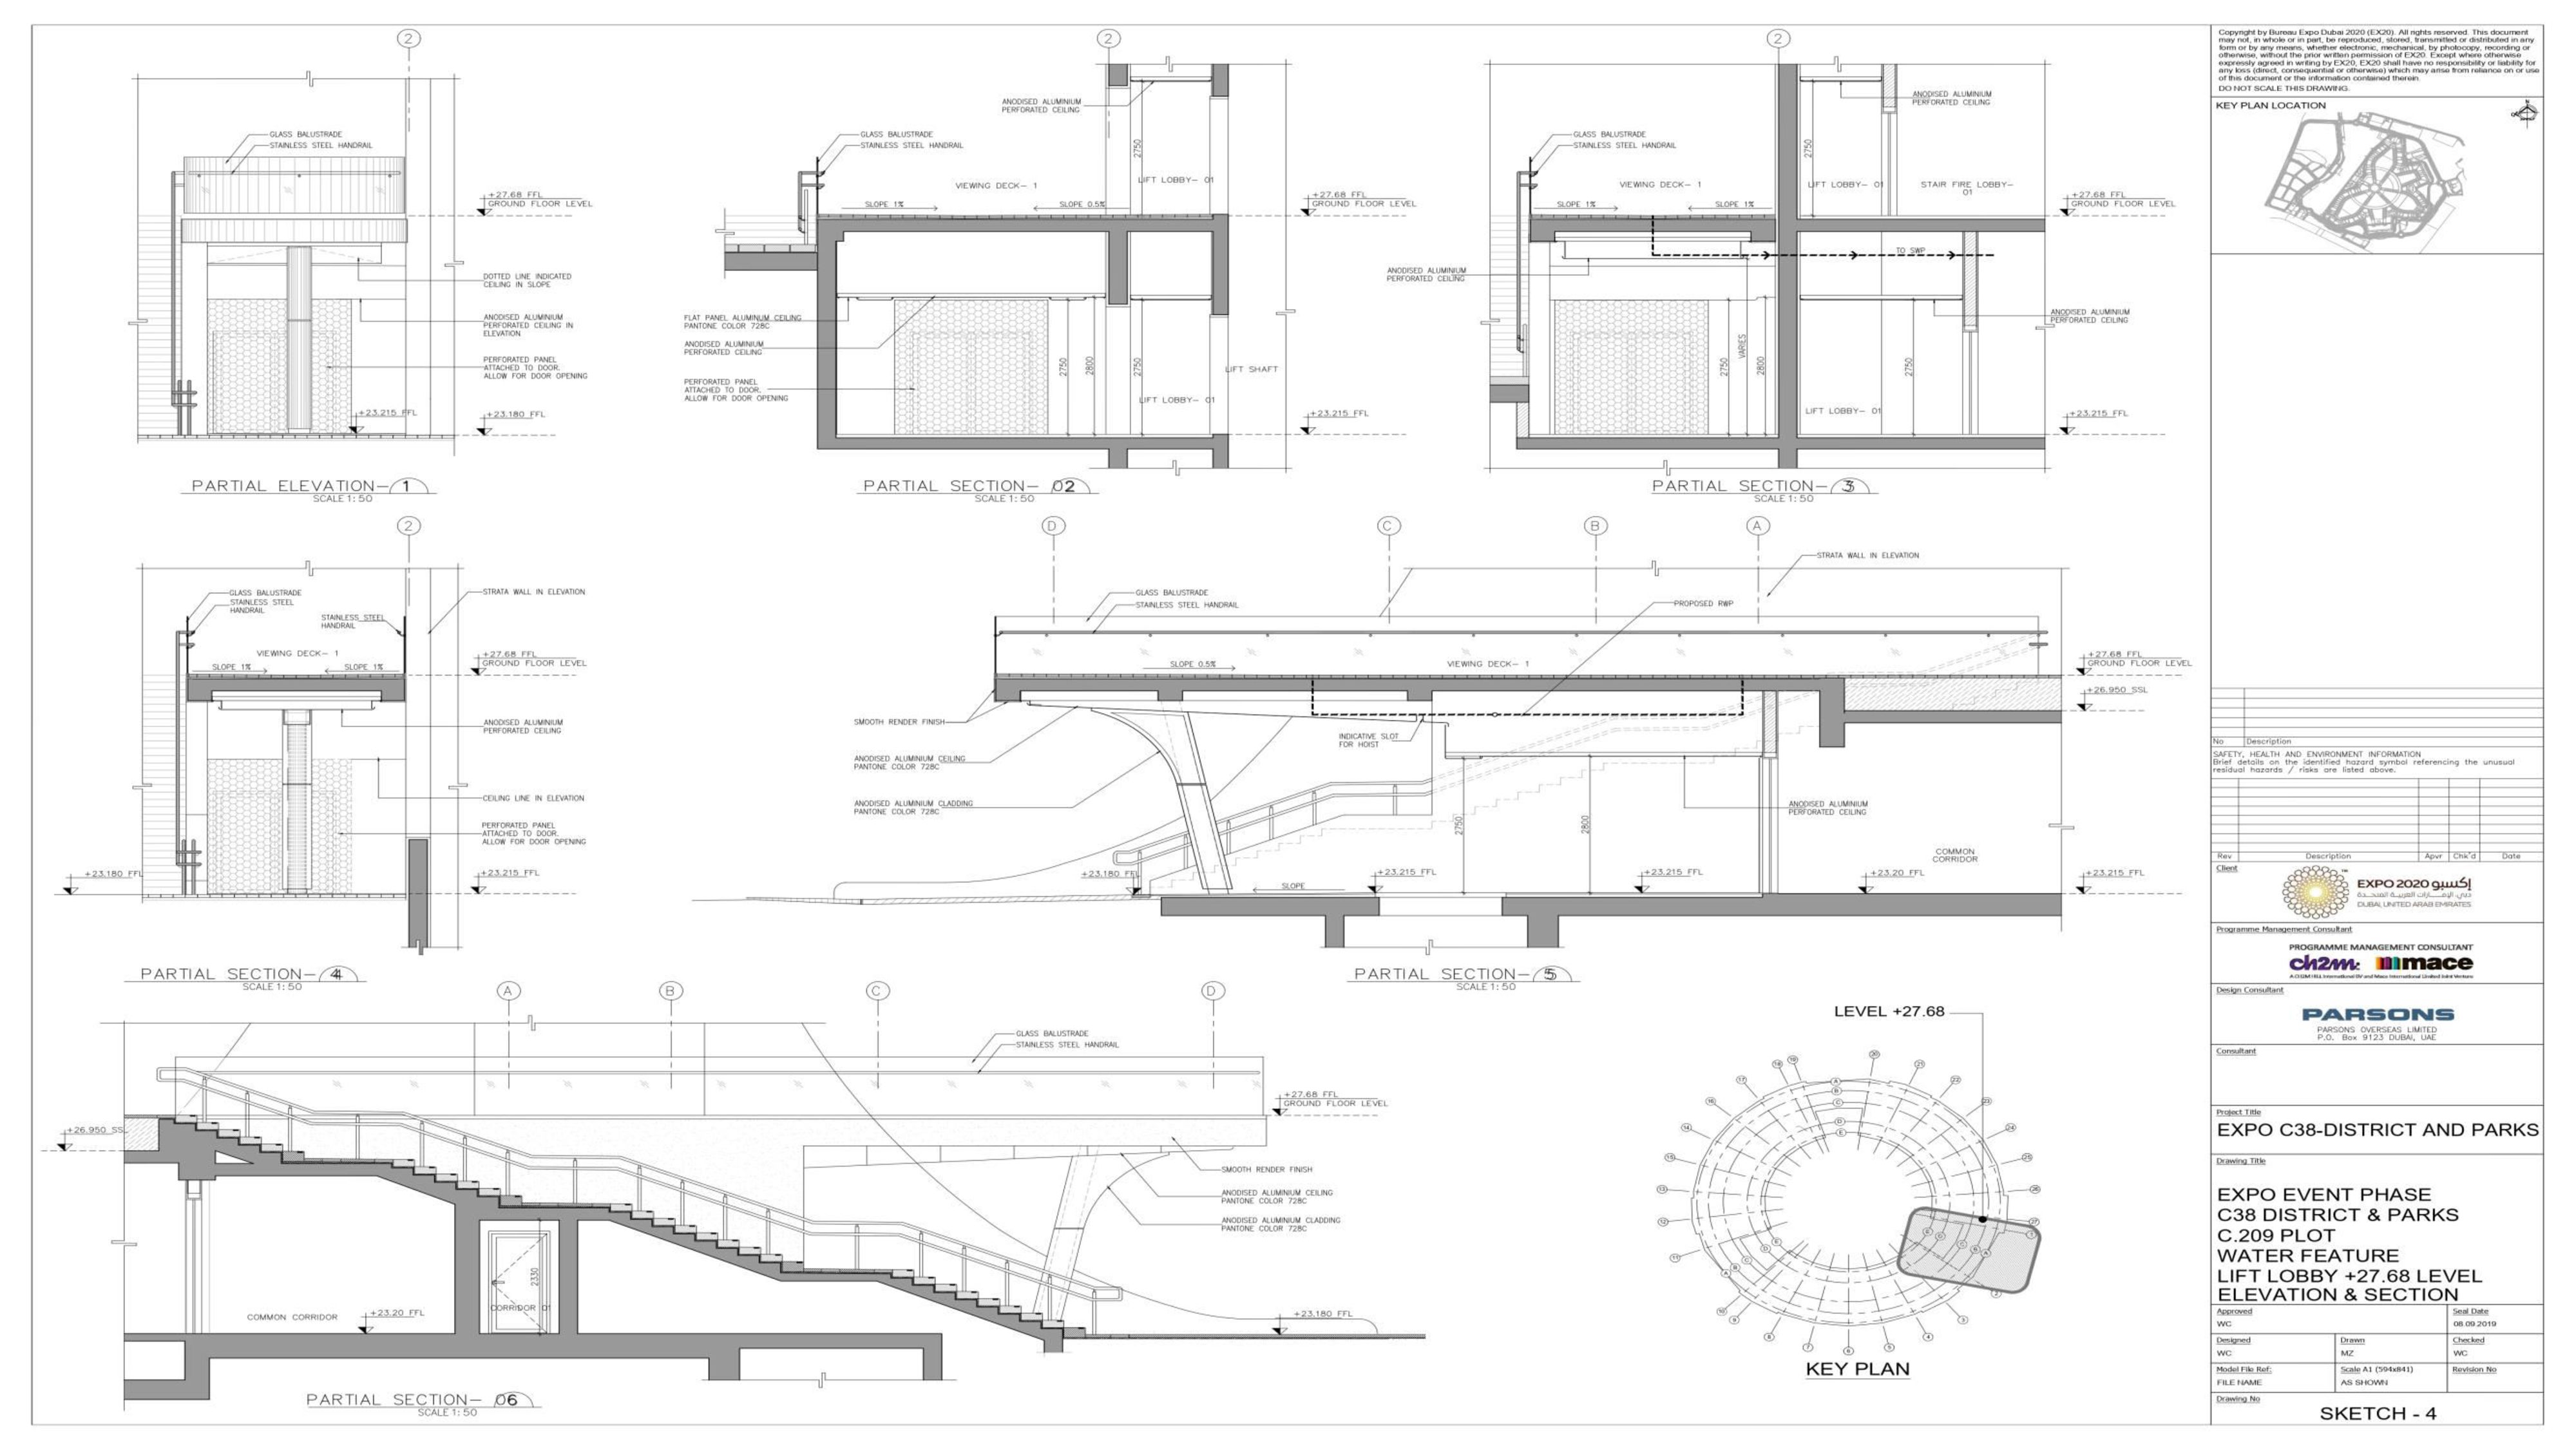 2
GLASS BALUSTRADE
STAINLESS STEEL HANDRAIL
+27.68 FFL
GROUND FLOOR LEVEL
DOTTED LINE INDICATED
CEILING IN SLOPE
ANODISED ALUMINIUM
PERFORATED CEILING IN
ELEVATION
PERFORATED PANEL
ATTACHED TO DOOR.
ALLOW FOR DOOR OPENING
+23.215 FFL
+23.180 FFL
PARTIAL ELEVATION- 1
SCALE 1: 50
2
ANODISED ALUMINIUM
PERFORATED CEILING
GLASS BALUSTRADE
STAINLESS STEEL HANDRAIL
2750
VIEWING DECK- 1
LIFT LOBBY- 01
SLOPE 1%
SLOPE 0.5%
+27.68 FFL
GROUND FLOOR LEVEL
FLAT PANEL ALUMINUM CEILING
PANTONE COLOR 728C
ANODISED ALUMINIUM
PERFORATED CEILING
PERFORATED PANEL
ATTACHED TO DOOR.
ALLOW FOR DOOR OPENING
2750
2800
2750
LIFT SHAFT
LIFT LOBBY- 01
+23.215 FFL
PARTIAL SECTION- 02
SCALE 1: 50
2
ANODISED ALUMINIUM
PERFORATED CEILING
GLASS BALUSTRADE
STAINLESS STEEL HANDRAIL
2750
VIEWING DECK- 1
LIFT LOBBY- 01
STAIR FIRE LOBBY-
01
SLOPE 1%
SLOPE 1%
+27.68 FFL
GROUND FLOOR LEVEL
TO SWP
ANODISED ALUMINIUM
PERFORATED CEILING
ANODISED ALUMINIUM
PERFORATED CEILING
2750
VARIES
2800
2750
LIFT LOBBY- 01
+23.215 FFL
PARTIAL SECTION- 3
SCALE 1: 50
2
GLASS BALUSTRADE
STAINLESS STEEL
HANDRAIL
STAINLESS STEEL
HANDRAIL
STRATA WALL IN ELEVATION
VIEWING DECK- 1
SLOPE 1%
SLOPE 1%
+27.68 FFL
GROUND FLOOR LEVEL
ANODISED ALUMINIUM
PERFORATED CEILING
CEILING LINE IN ELEVATION
PERFORATED PANEL
ATTACHED TO DOOR.
ALLOW FOR DOOR OPENING
+23.180 FFL
+23.215 FFL
PARTIAL SECTION- 4
SCALE 1: 50
D
C
B
A
STRATA WALL IN ELEVATION
GLASS BALUSTRADE
STAINLESS STEEL HANDRAIL
PROPOSED RWP
SLOPE 0.5%
VIEWING DECK- 1
+27.68 FFL
GROUND FLOOR LEVEL
+26.950 SSL
SMOOTH RENDER FINISH
INDICATIVE SLOT
FOR HOIST
ANODISED ALUMINIUM CEILING
PANTONE COLOR 728C
ANODISED ALUMINIUM CLADDING
PANTONE COLOR 728C
ANODISED ALUMINIUM
PERFORATED CEILING
2750
2800
COMMON
CORRIDOR
+23.180 FFL
SLOPE
+23.215 FFL
+23.215 FFL
+23.20 FFL
+23.215 FFL
PARTIAL SECTION- 5
SCALE 1: 50
A
B
C
D
GLASS BALUSTRADE
STAINLESS STEEL HANDRAIL
+27.68 FFL
GROUND FLOOR LEVEL
+26.950 SS
SMOOTH RENDER FINISH
ANODISED ALUMINIUM CEILING
PANTONE COLOR 728C
ANODISED ALUMINIUM CLADDING
PANTONE COLOR 728C
2330
CORRIDOR 01
COMMON CORRIDOR
+23.20 FFL
+23.180 FFL
PARTIAL SECTION- 06
SCALE 1: 50
LEVEL +27.68
KEY PLAN
Copyright by Bureau Expo Dubai 2020 (EX20). All rights reserved. This document
may not, in whole or in part, be reproduced, stored, transmitted or distributed in any
form or by any means, whether electronic, mechanical, by photocopy, recording or
otherwise, without the prior written permission of EX20. Except where otherwise
expressly agreed in writing by EX20, EX20 shall have no responsibility or liability for
any loss (direct, consequential or otherwise) which may arise from reliance on or use
of this document or the information contained therein.
DO NOT SCALE THIS DRAWING.
KEY PLAN LOCATION
No Description
SAFETY, HEALTH AND ENVIRONMENT INFORMATION
Brief details on the identified hazard symbol referencing the unusual
residual hazards / risks are listed above.
Rev Description Apvr Chk'd Date
Client
EXPO 2020 إكسبو
دبي، الإمارات العربية المتحدة
DUBAI, UNITED ARAB EMIRATES
Programme Management Consultant
PROGRAMME MANAGEMENT CONSULTANT
ch2m: mace
A CH2M HILL International BV and Mace International Limited Joint Venture
Design Consultant
PARSONS
PARSONS OVERSEAS LIMITED
P.O. Box 9123 DUBAI, UAE
Consultant
Project Title
EXPO C38-DISTRICT AND PARKS
Drawing Title
EXPO EVENT PHASE
C38 DISTRICT & PARKS
C.209 PLOT
WATER FEATURE
LIFT LOBBY +27.68 LEVEL
ELEVATION & SECTION
Approved Seal Date
WC 08.09.2019
Designed Drawn Checked
WC MZ WC
Model File Ref: Scale A1 (594x841) Revision No
FILE NAME AS SHOWN
Drawing No
SKETCH - 4